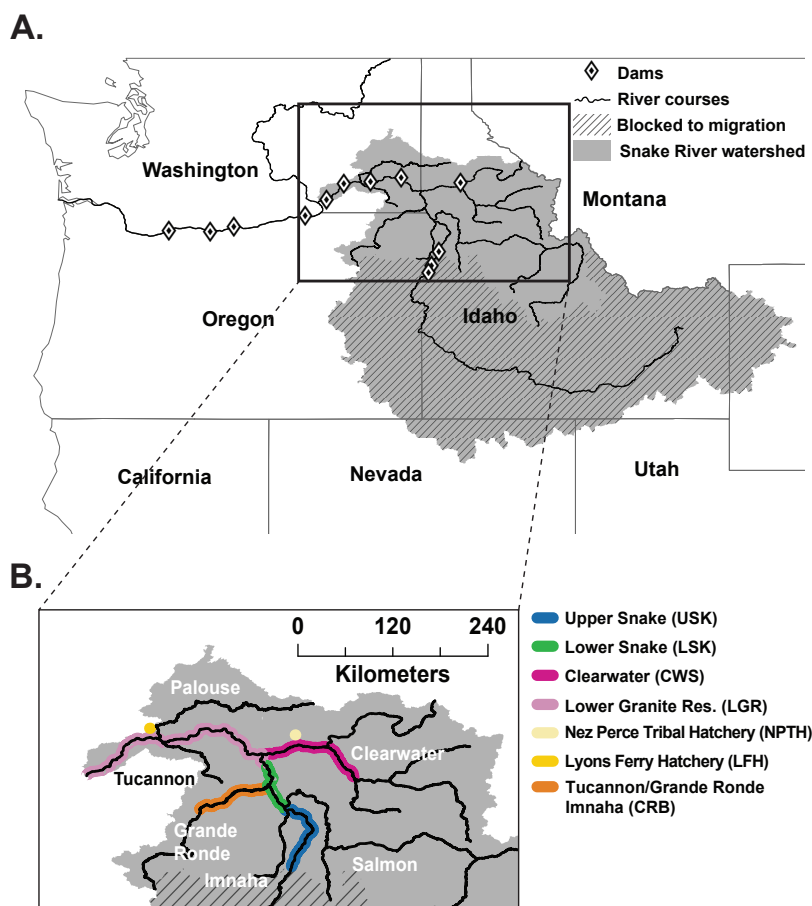 A.
Dams
River courses
Blocked to migration
Snake River watershed
Washington
Montana
Oregon
Idaho
California
Nevada
Utah
B.
0 120 240
Kilometers
Palouse
Tucannon
Clearwater
Grande
Ronde
Imnaha
Salmon
Upper Snake (USK)
Lower Snake (LSK)
Clearwater (CWS)
Lower Granite Res. (LGR)
Nez Perce Tribal Hatchery (NPTH)
Lyons Ferry Hatchery (LFH)
Tucannon/Grande Ronde
Imnaha (CRB)